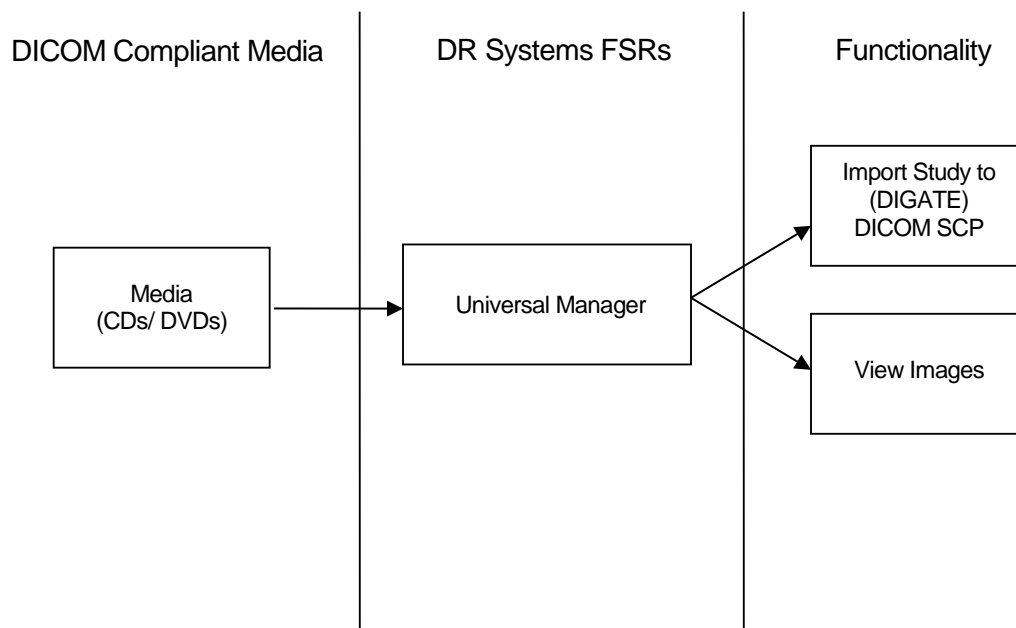 DICOM Compliant Media
DR Systems FSRs
Functionality
Import Study to
(DIGATE)
DICOM SCP
Media
(CDs/ DVDs)
Universal Manager
View Images